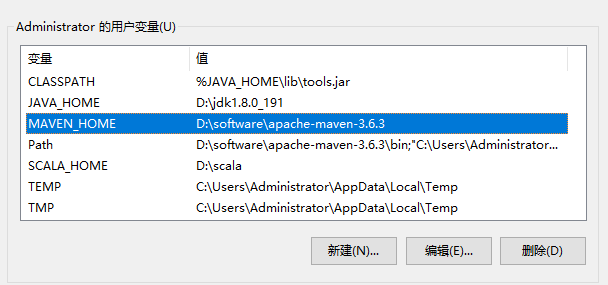 Administrator 的用户变量(U)
变量 值
CLASSPATH %JAVA_HOME\lib\tools.jar
JAVA_HOME D:\jdk1.8.0_191
MAVEN_HOME D:\software\apache-maven-3.6.3
Path D:\software\apache-maven-3.6.3\bin;"C:\Users\Administrator...
SCALA_HOME D:\scala
TEMP C:\Users\Administrator\AppData\Local\Temp
TMP C:\Users\Administrator\AppData\Local\Temp
新建(N)... 编辑(E)... 删除(D)